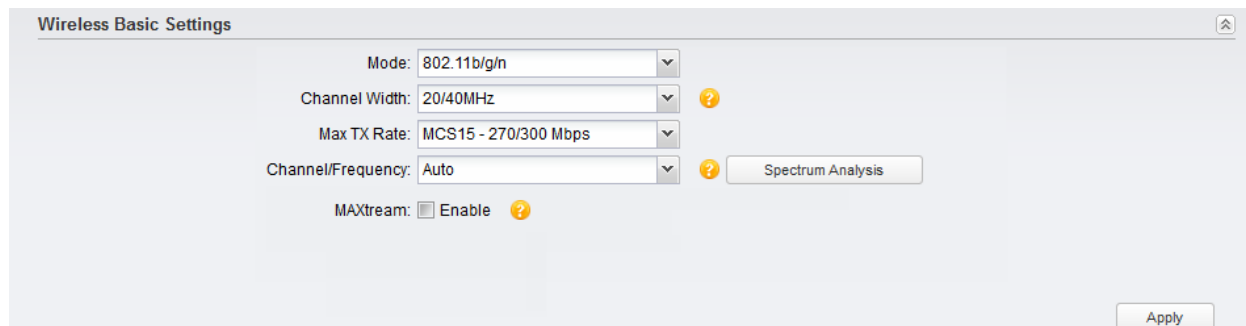 Wireless Basic Settings
Mode: 802.11b/g/n
Channel Width: 20/40MHz ?
Max TX Rate: MCS15 - 270/300 Mbps
Channel/Frequency: Auto ? Spectrum Analysis
MAXtream: Enable ?
Apply